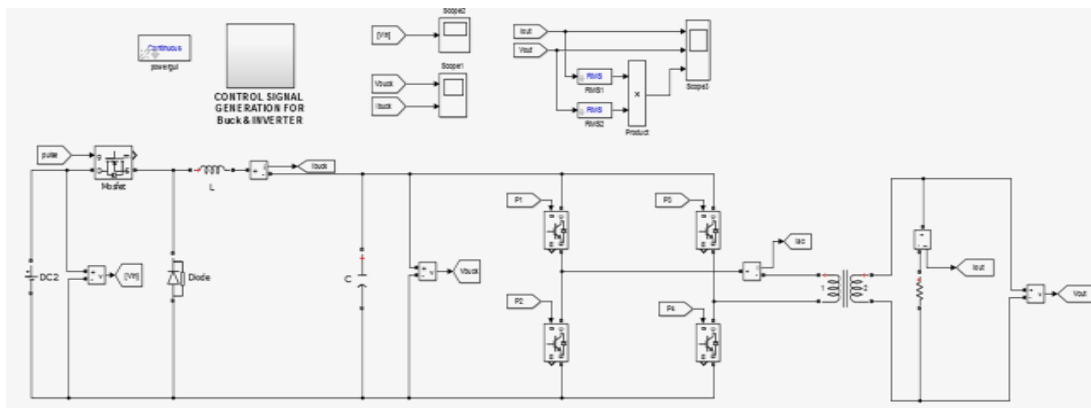 Scope2
[Vin]
Continuous
powergui
CONTROL SIGNAL
GENERATION FOR
Buck & INVERTER
Scope1
Vbuck
Ibuck
Iout
Vout
RMS
RMS1
RMS
RMS2
×
Product
Scope3
pulse
g
Mosfet
L
Ibuck
DC2
[Vin]
Diode
C
Vbuck
P1
P2
P3
P4
Iac
1
2
Iout
Vout